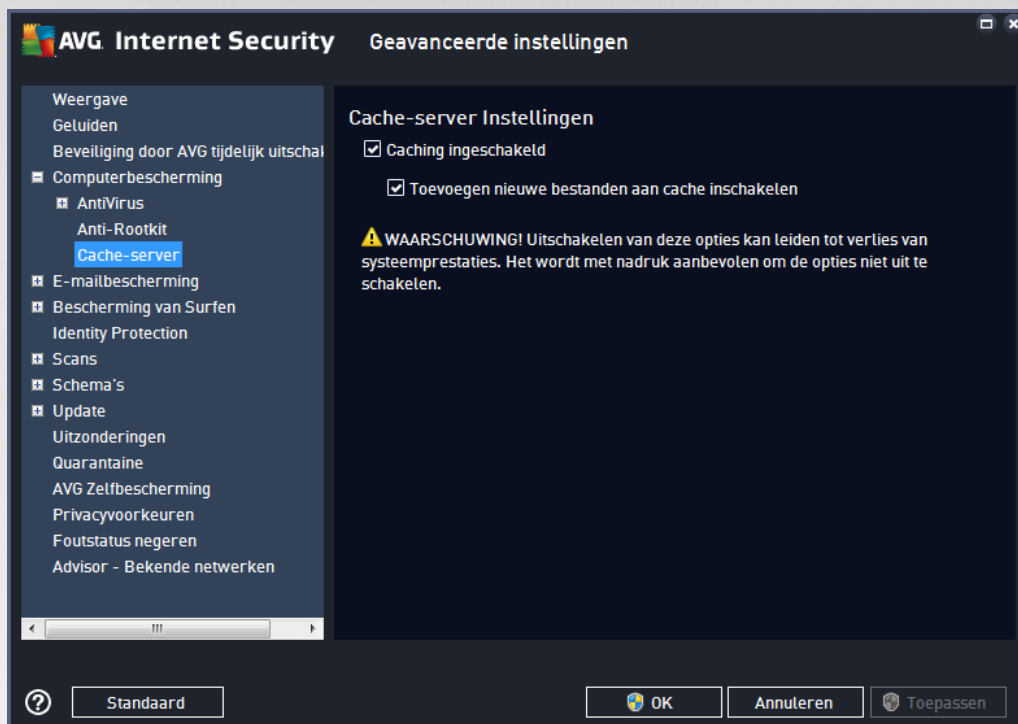 AVG. Internet Security Geavanceerde instellingen
Weergave
Geluiden
Beveiliging door AVG tijdelijk uitschal
Computerbescherming
AntiVirus
Anti-Rootkit
Cache-server
E-mailbescherming
Bescherming van Surfen
Identity Protection
Scans
Schema's
Update
Uitzonderingen
Quarantaine
AVG Zelfbescherming
Privacyvoorkeuren
Foutstatus negeren
Advisor - Bekende netwerken
Cache-server Instellingen
Caching ingeschakeld
Toevoegen nieuwe bestanden aan cache inschakelen
WAARSCHUWING! Uitschakelen van deze opties kan leiden tot verlies van
systeemprestaties. Het wordt met nadruk aanbevolen om de opties niet uit te
schakelen.
Standaard
OK
Annuleren
Toepassen